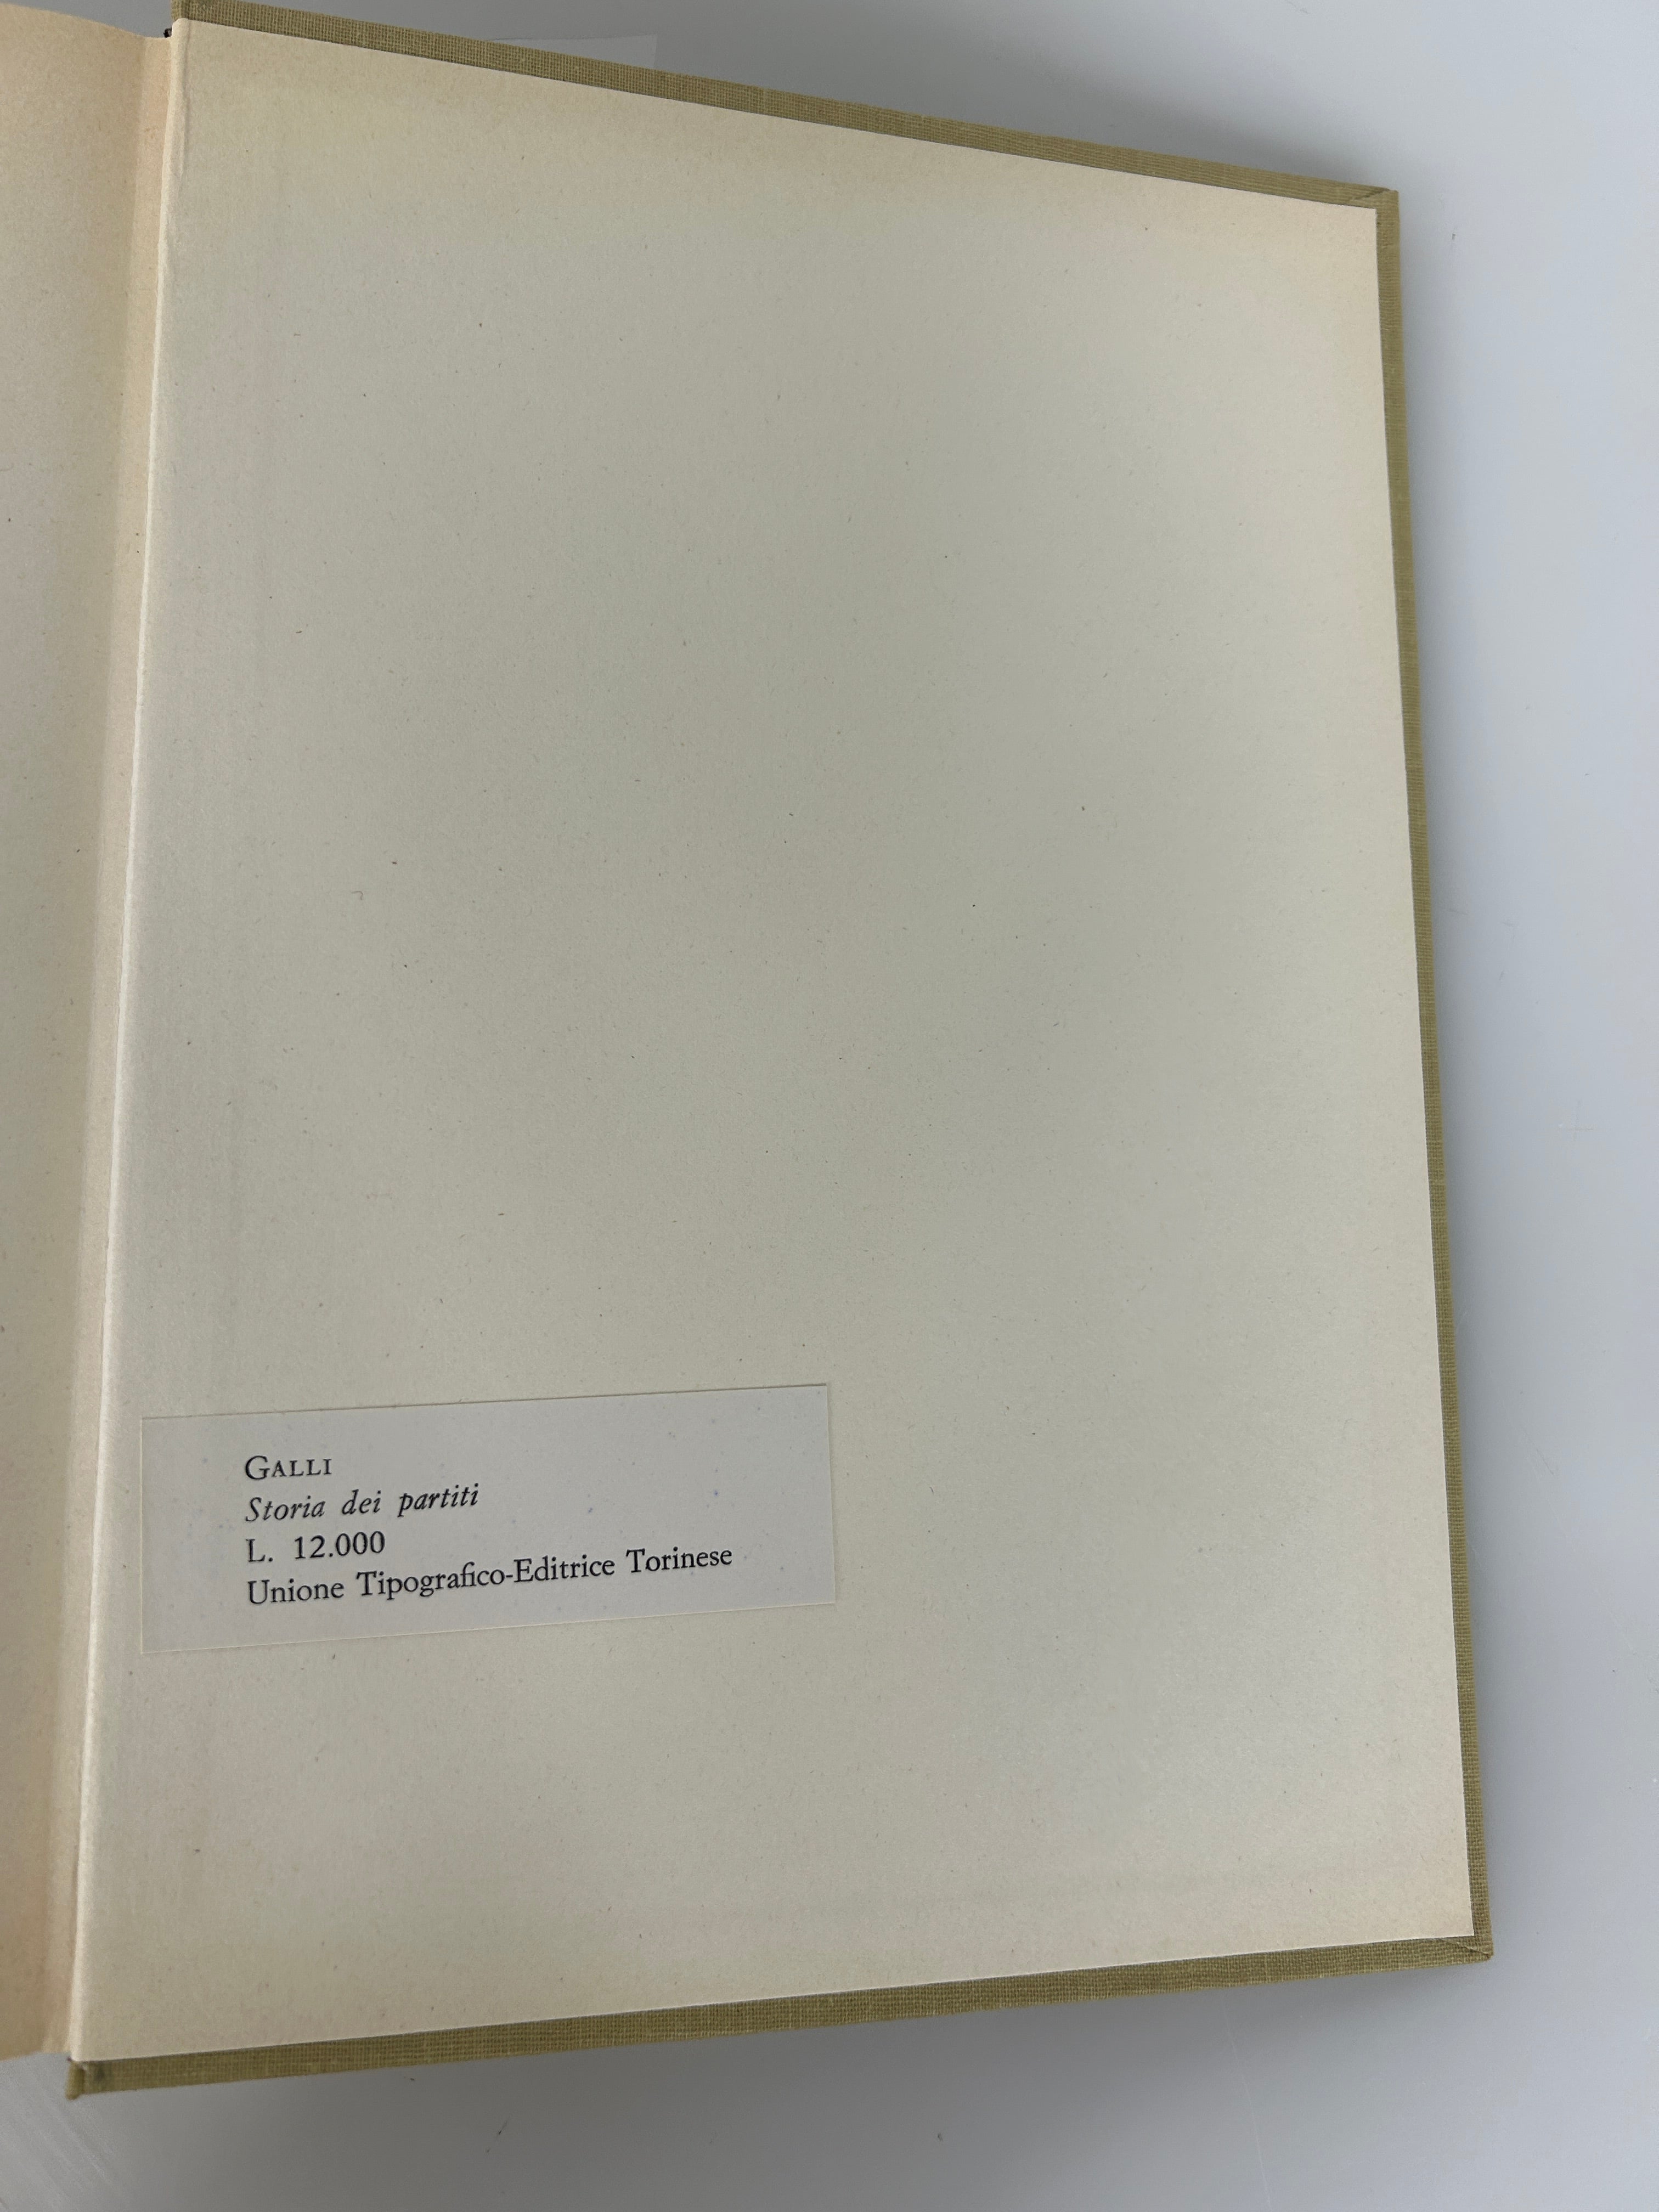 GALLI
Storia dei partiti
L. 12.000
Unione Tipografico-Editrice Torinese